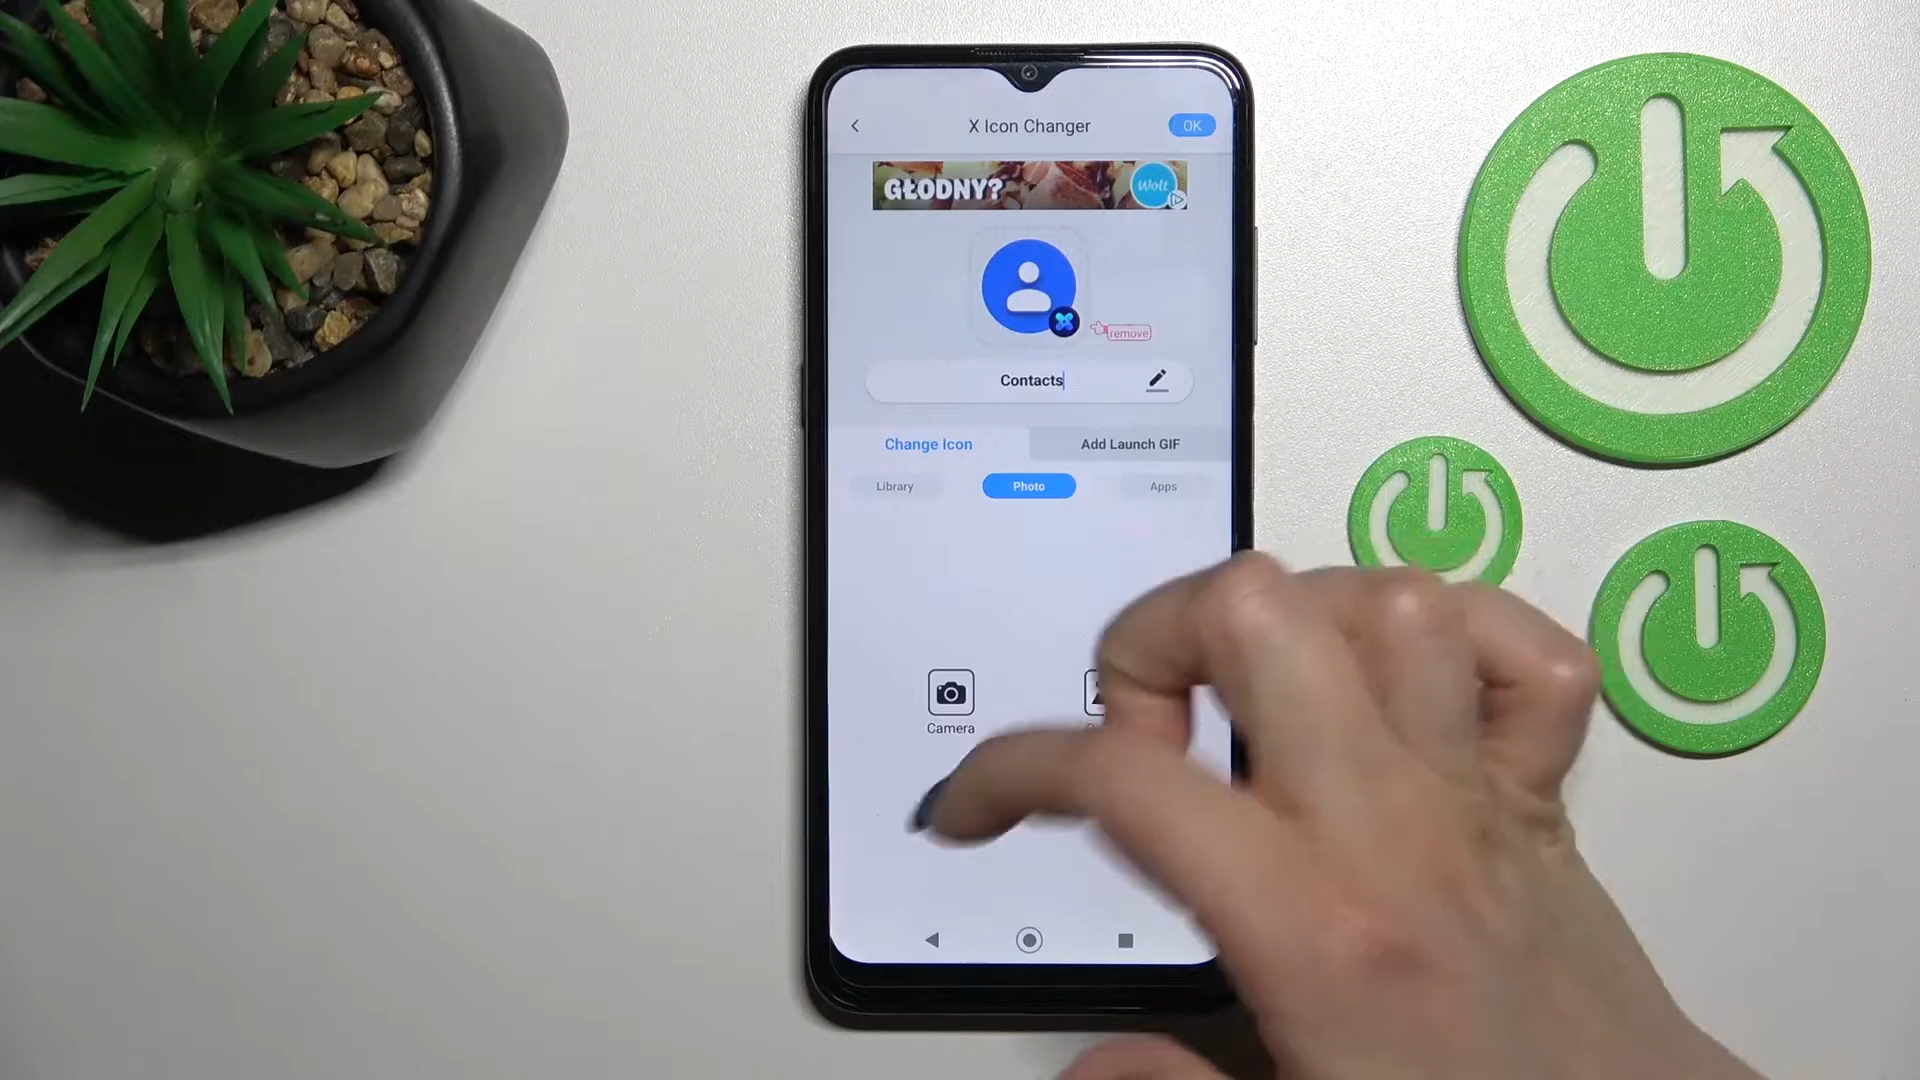 X Icon Changer
OK
GŁODNY?
Wolt
remove
Contacts
Change Icon
Add Launch GIF
Library
Photo
Apps
Camera